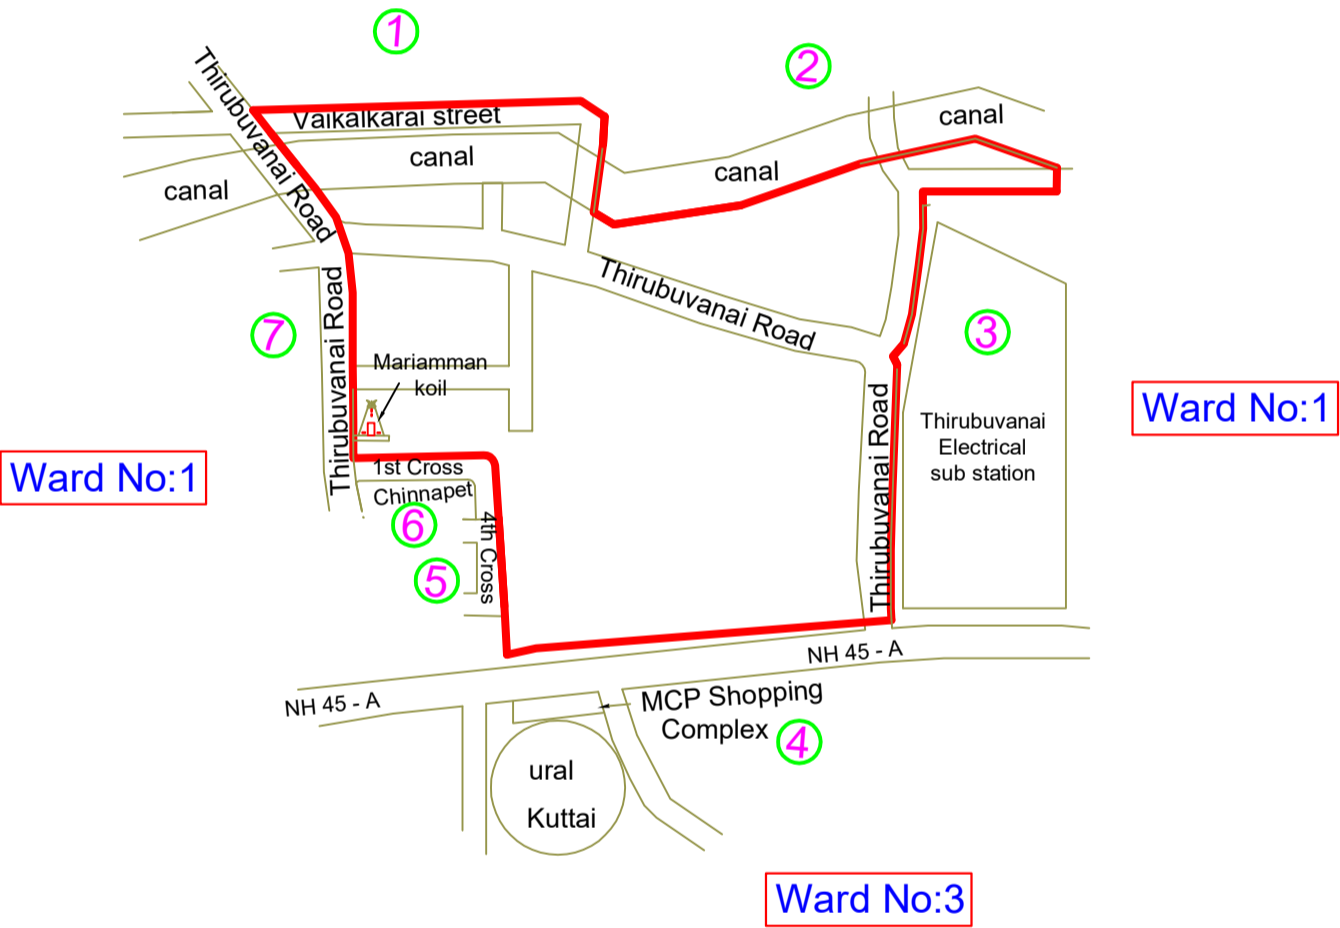 1
2
Thirubuvanai Road
Vaikalkarai street
canal
canal
canal
canal
Thirubuvanai Road
Thirubuvanai Road
7
3
Mariamman
koil
Thirubuvanai Road
Thirubuvanai
Electrical
sub station
Ward No:1
Ward No:1
1st Cross
Chinnapet
6
4th Cross
5
NH 45 - A
NH 45 - A
MCP Shopping
Complex
4
ural
Kuttai
Ward No:3